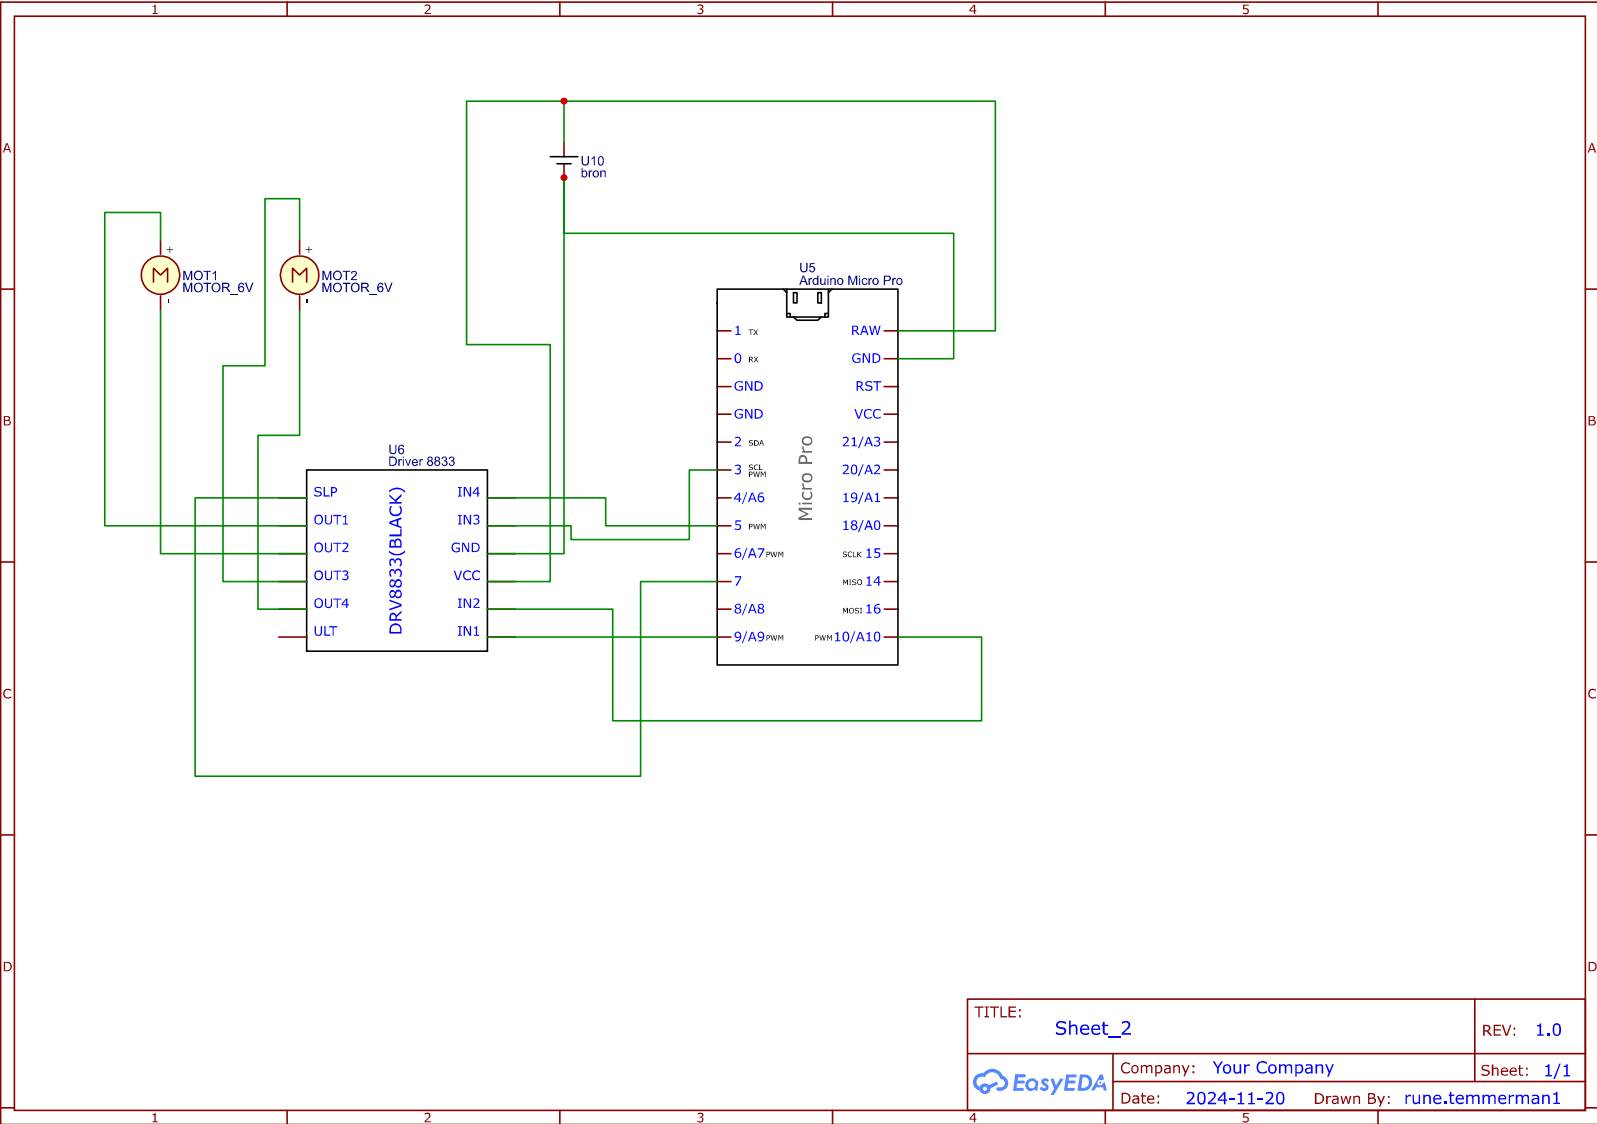 1 2 3 4 5
A A
U10
bron
+ +
MOT1
MOTOR_6V
-
MOT2
MOTOR_6V
-
U5
Arduino Micro Pro
1 TX RAW
0 RX GND
GND RST
GND VCC
2 SDA 21/A3
3 SCL PWM 20/A2
4/A6 19/A1
5 PWM 18/A0
6/A7 PWM SCLK 15
7 MISO 14
8/A8 MOSI 16
9/A9 PWM PWM 10/A10
Micro Pro
B B
U6
Driver 8833
SLP IN4
OUT1 IN3
OUT2 GND
OUT3 VCC
OUT4 IN2
ULT IN1
DRV8833(BLACK)
C C
D D
TITLE:
Sheet_2
REV: 1.0
EasyEDA
Company: Your Company
Sheet: 1/1
Date: 2024-11-20 Drawn By: rune.temmerman1
1 2 3 4 5